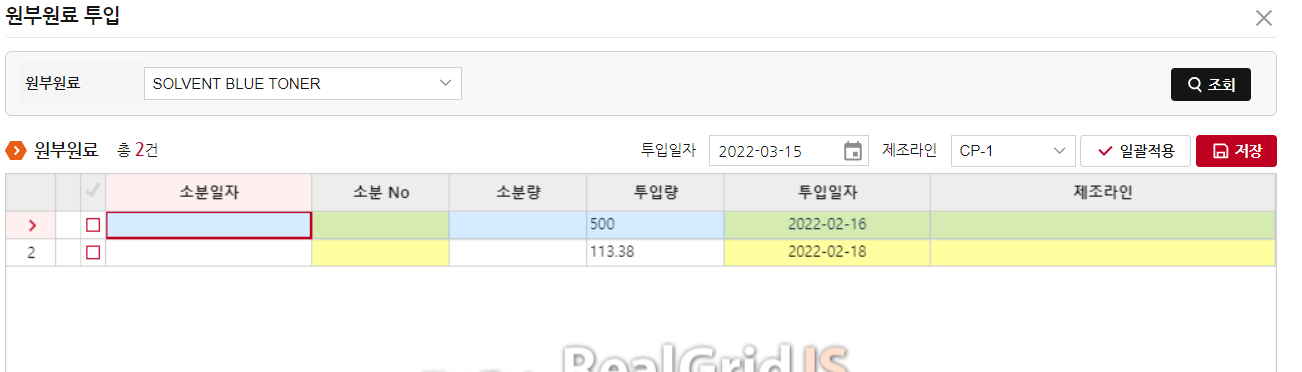 원부원료 투입
원부원료 SOLVENT BLUE TONER 조회
원부원료 총 2건 투입일자 2022-03-15 제조라인 CP-1 일괄적용 저장
소분일자 소분 No 소분량 투입량 투입일자 제조라인
500 2022-02-16
2 113.38 2022-02-18
RealGridJS